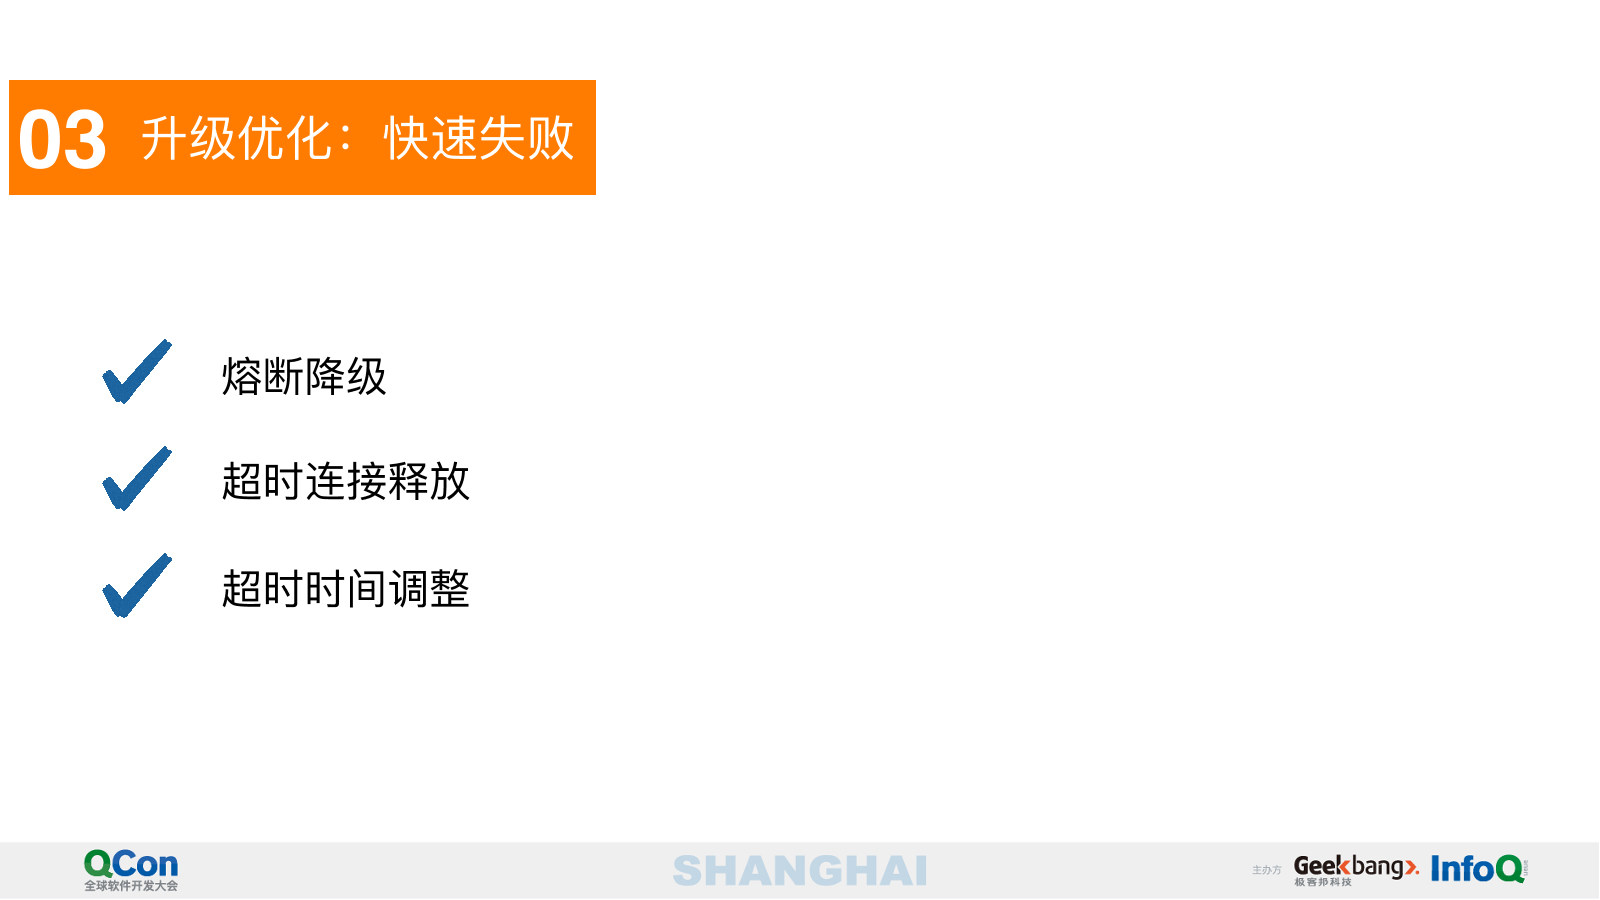 03 升级优化：快速失败
熔断降级
超时连接释放
超时时间调整
QCon
全球软件开发大会
SHANGHAI
主办方
Geekbang
极客邦科技
InfoQ